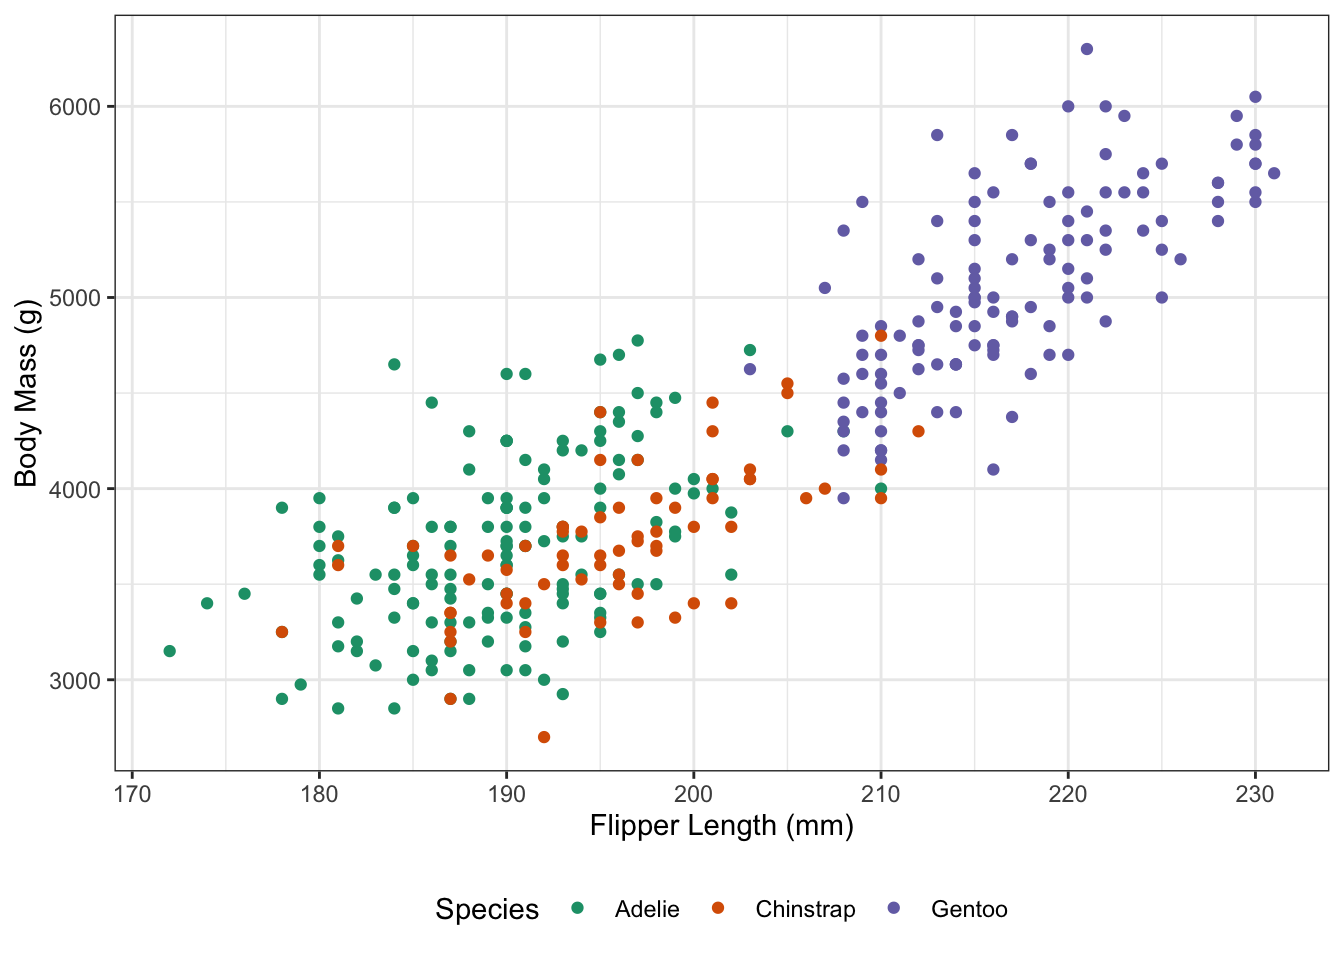 6000
5000
4000
3000
Body Mass (g)
170 180 190 200 210 220 230
Flipper Length (mm)
Species Adelie Chinstrap Gentoo